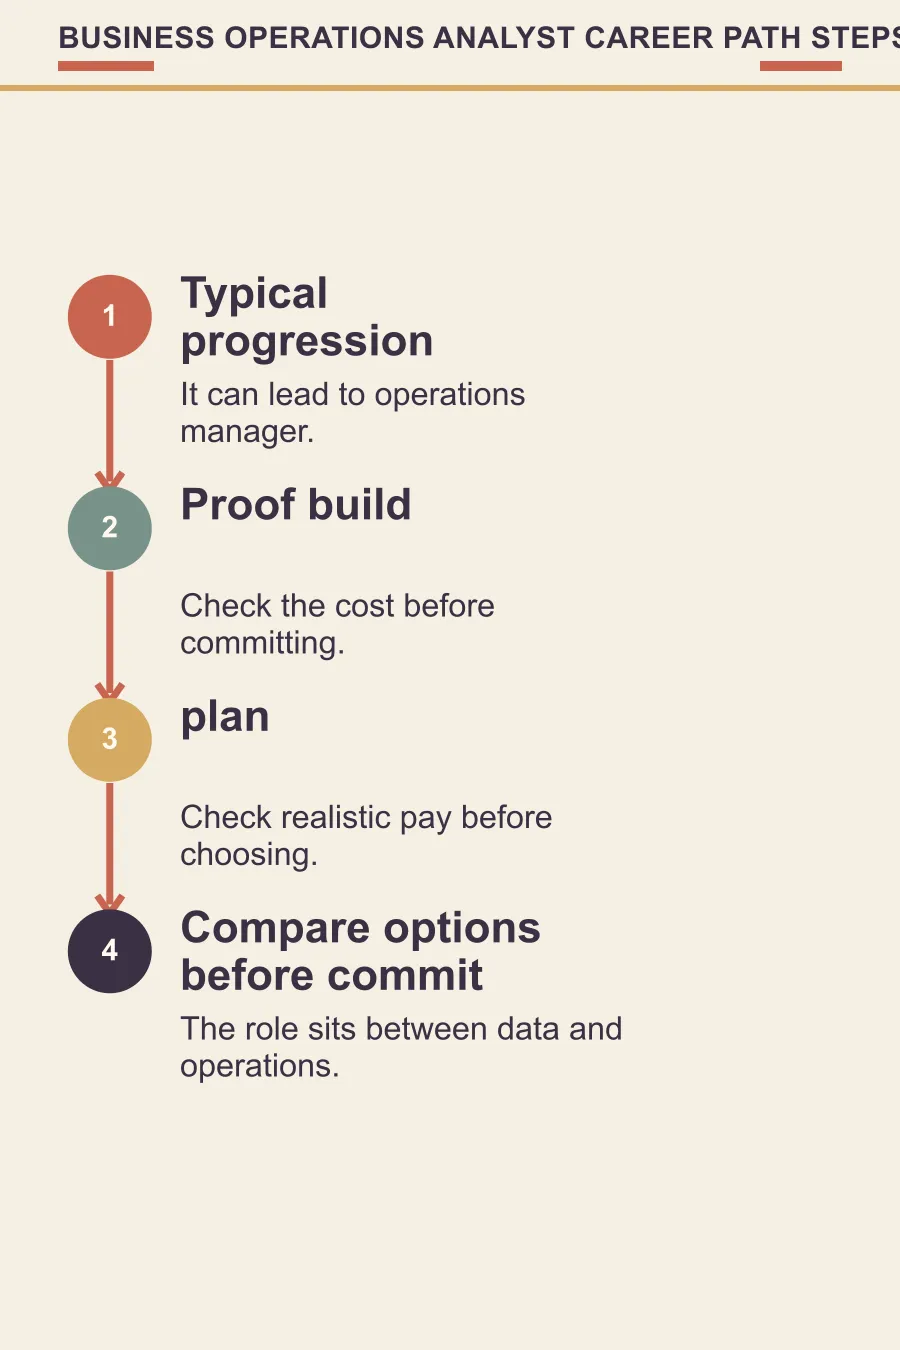 BUSINESS OPERATIONS ANALYST CAREER PATH STEPS
1
Typical
progression
It can lead to operations
manager.
2
Proof build
Check the cost before
committing.
3
plan
Check realistic pay before
choosing.
4
Compare options
before commit
The role sits between data and
operations.